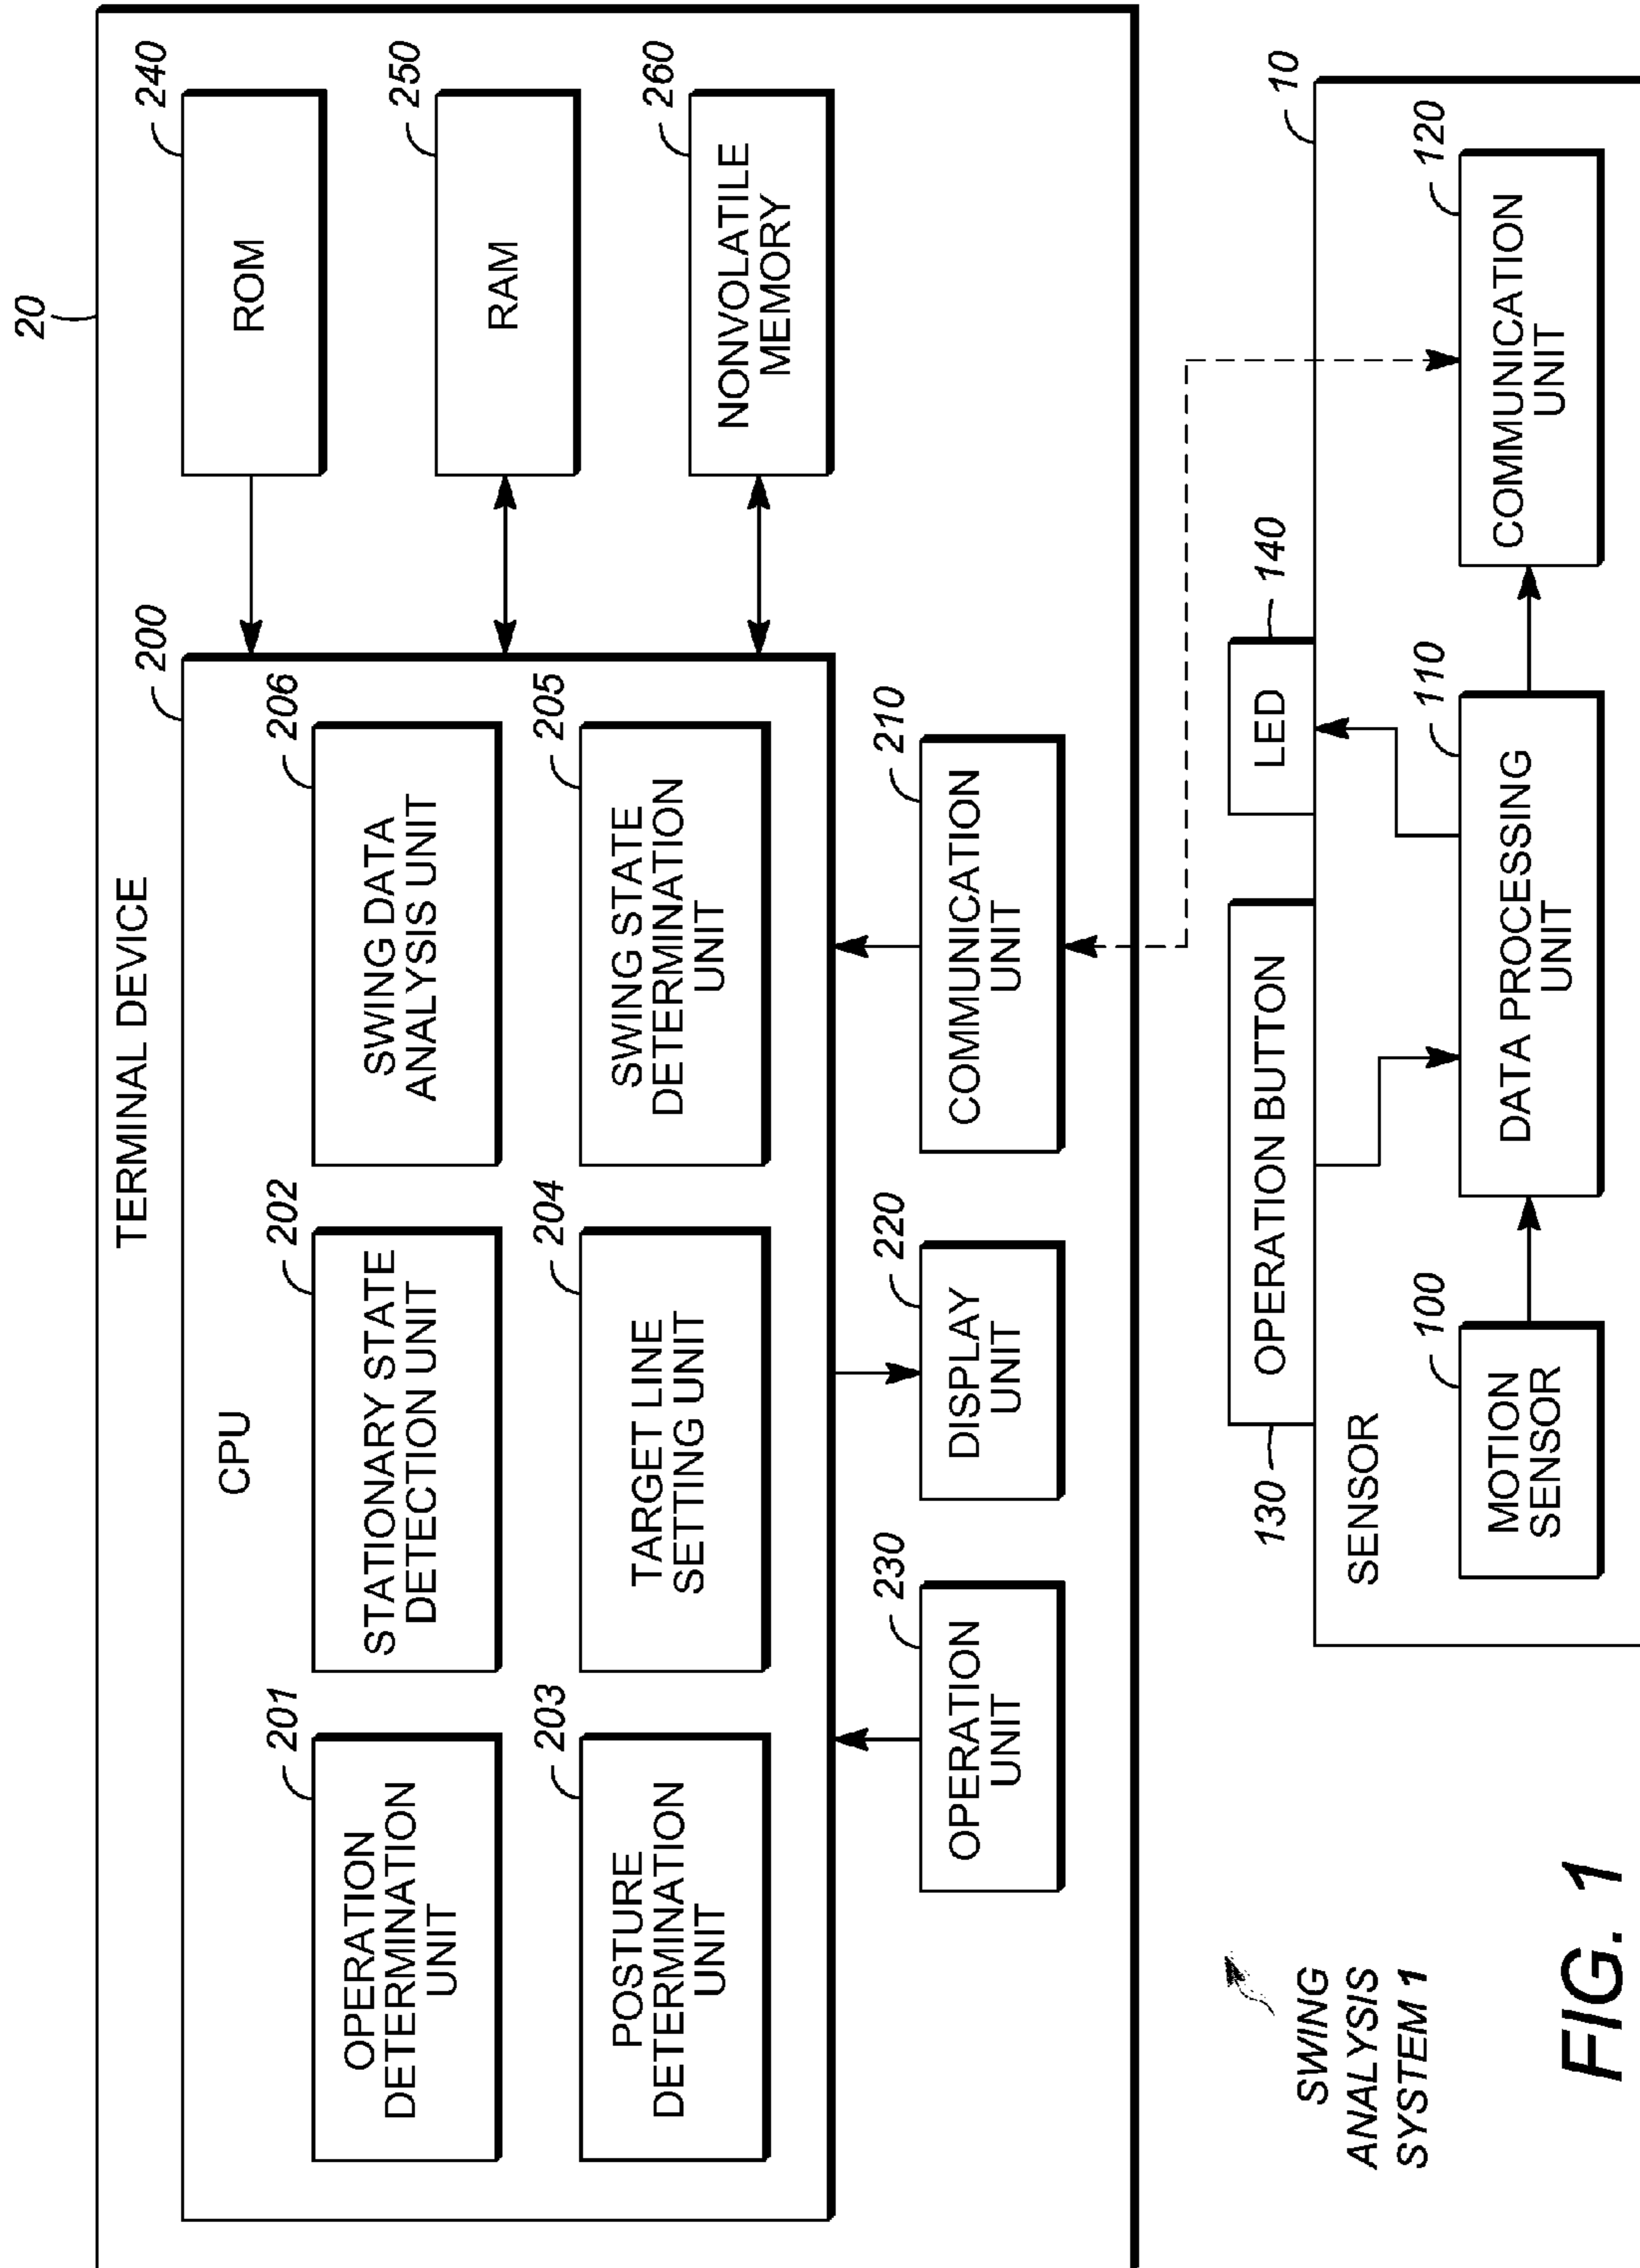 20
TERMINAL DEVICE
200
CPU
201
OPERATION
DETERMINATION
UNIT
202
STATIONARY STATE
DETECTION UNIT
206
SWING DATA
ANALYSIS UNIT
203
POSTURE
DETERMINATION
UNIT
204
TARGET LINE
SETTING UNIT
205
SWING STATE
DETERMINATION
UNIT
240
ROM
250
RAM
260
NONVOLATILE
MEMORY
230
OPERATION
UNIT
220
DISPLAY
UNIT
210
COMMUNICATION
UNIT
SWING
ANALYSIS
SYSTEM 1
10
SENSOR
130
OPERATION BUTTON
LED
140
100
MOTION
SENSOR
110
DATA PROCESSING
UNIT
120
COMMUNICATION
UNIT
FIG. 1